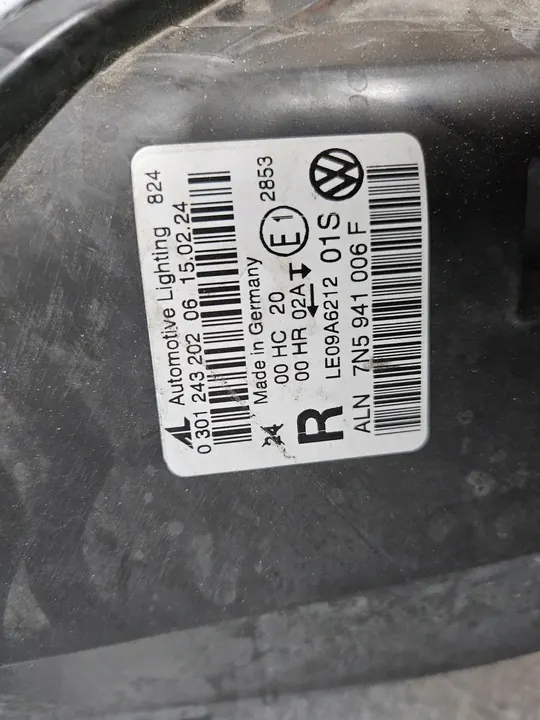 AL Automotive Lighting 824
0 301 243 202 06 15.02.24
Made in Germany 2853
00 HC 20 E1
00 HR 02A
24
R LE09A6212 01S
ALN 7N5 941 006 F